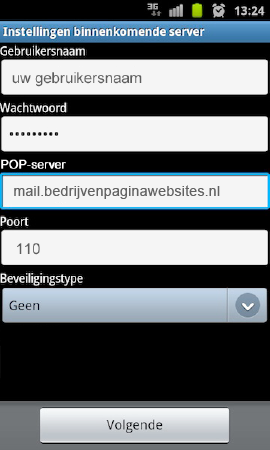 3G 13:24
Instellingen binnenkomende server
Gebruikersnaam
uw gebruikersnaam
Wachtwoord
•••••••••
POP-server
mail.bedrijvenpaginawebsites.nl
Poort
110
Beveiligingstype
Geen
Volgende